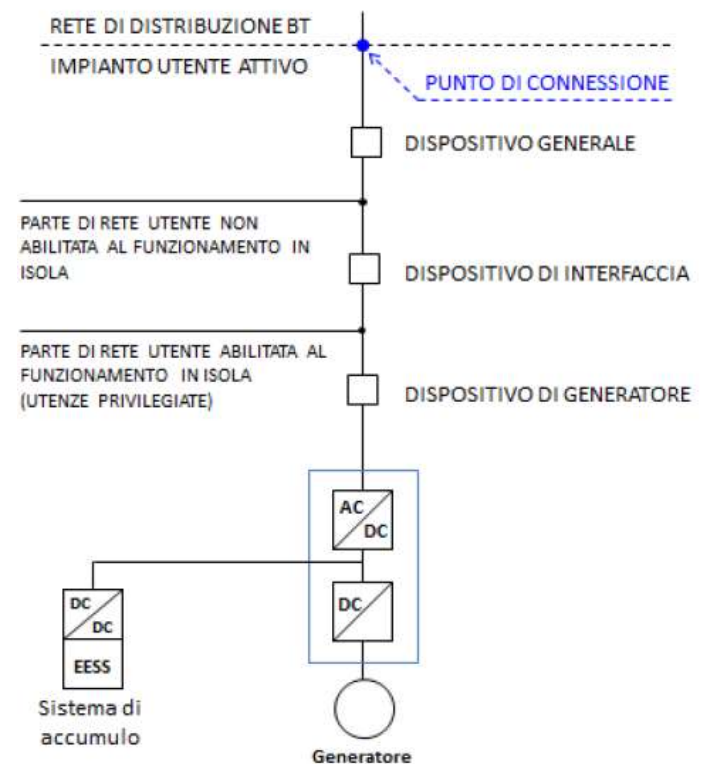 RETE DI DISTRIBUZIONE BT
IMPIANTO UTENTE ATTIVO
PUNTO DI CONNESSIONE
DISPOSITIVO GENERALE
PARTE DI RETE UTENTE NON
ABILITATA AL FUNZIONAMENTO IN
ISOLA
DISPOSITIVO DI INTERFACCIA
PARTE DI RETE UTENTE ABILITATA AL
FUNZIONAMENTO IN ISOLA
(UTENZE PRIVILEGIATE)
DISPOSITIVO DI GENERATORE
AC
DC
DC
DC
DC
EESS
Sistema di
accumulo
Generatore